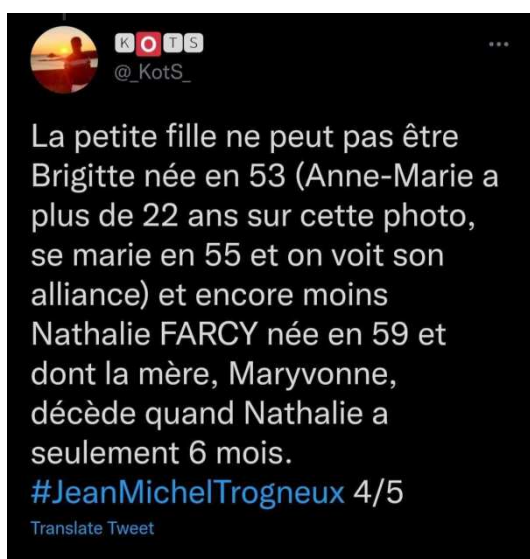 KOTS
@_KotS_
La petite fille ne peut pas être
Brigitte née en 53 (Anne-Marie a
plus de 22 ans sur cette photo,
se marie en 55 et on voit son
alliance) et encore moins
Nathalie FARCY née en 59 et
dont la mère, Maryvonne,
décède quand Nathalie a
seulement 6 mois.
#JeanMichelTrogneux 4/5
Translate Tweet